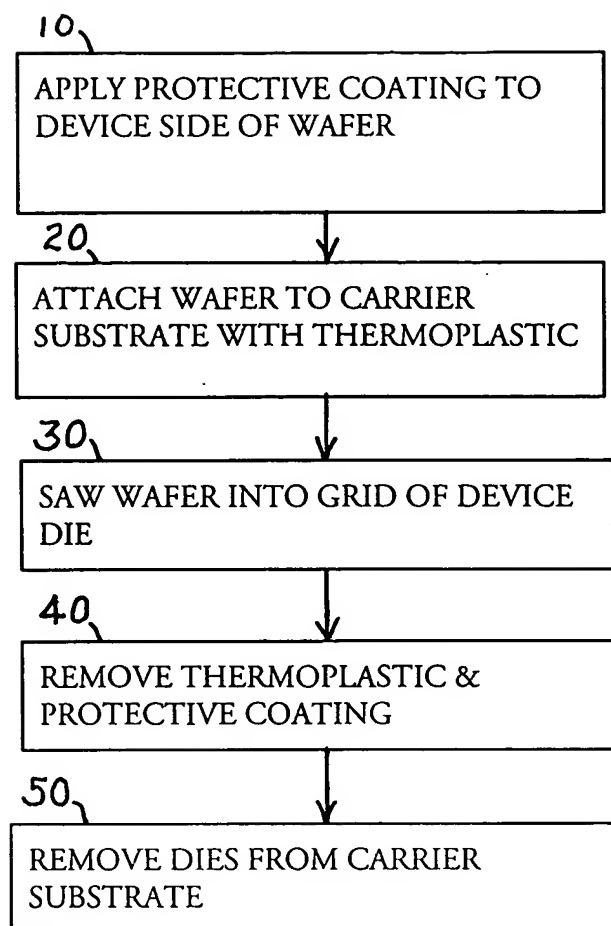 10
APPLY PROTECTIVE COATING TO
DEVICE SIDE OF WAFER
20
ATTACH WAFER TO CARRIER
SUBSTRATE WITH THERMOPLASTIC
30
SAW WAFER INTO GRID OF DEVICE
DIE
40
REMOVE THERMOPLASTIC &
PROTECTIVE COATING
50
REMOVE DIES FROM CARRIER
SUBSTRATE